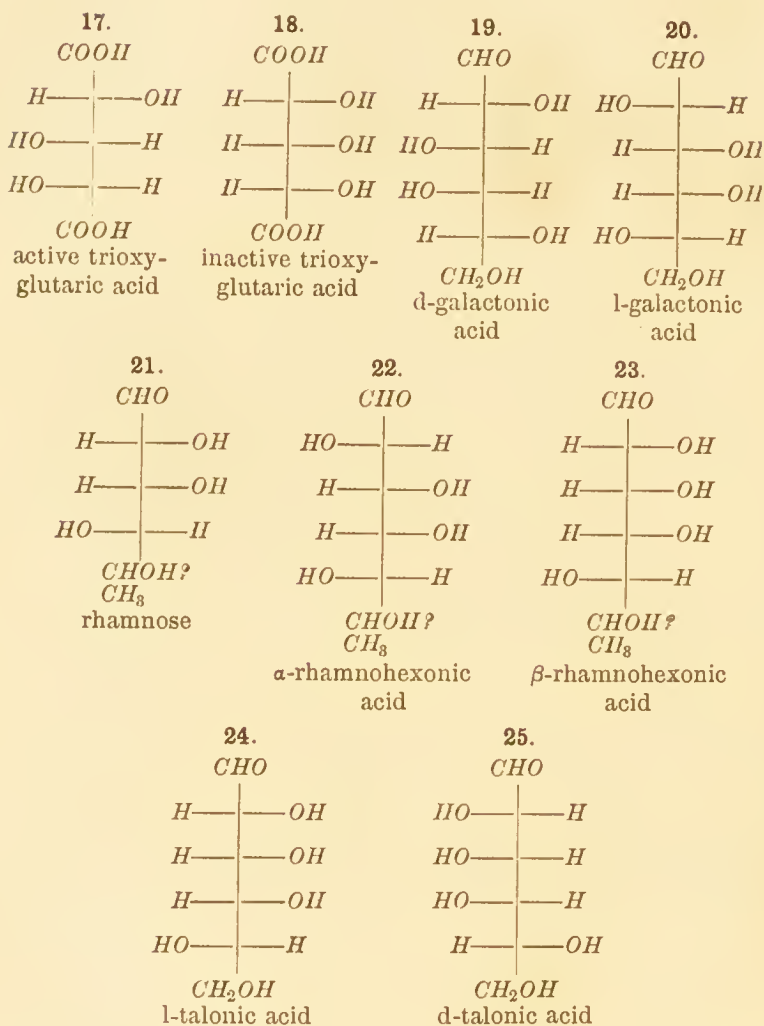 17. 18. 19. 20.
COOH COOH CHO CHO
H OH H OH H OH HO H
HO H H OH HO H H OH
HO H H OH HO H H OH
COOH COOH H OH HO H
active trioxy- inactive trioxy- CH2OH CH2OH
glutaric acid glutaric acid d-galactonic l-galactonic
acid acid
21. 22. 23.
CHO CHO CHO
H OH HO H H OH
H OH H OH H OH
HO H H OH H OH
CHOH? HO H HO H
CH3 CHOH? CHOH?
rhamnose CH3 CH3
α-rhamnohexonic β-rhamnohexonic
acid acid
24. 25.
CHO CHO
H OH HO H
H OH HO H
H OH HO H
HO H H OH
CH2OH CH2OH
l-talonic acid d-talonic acid